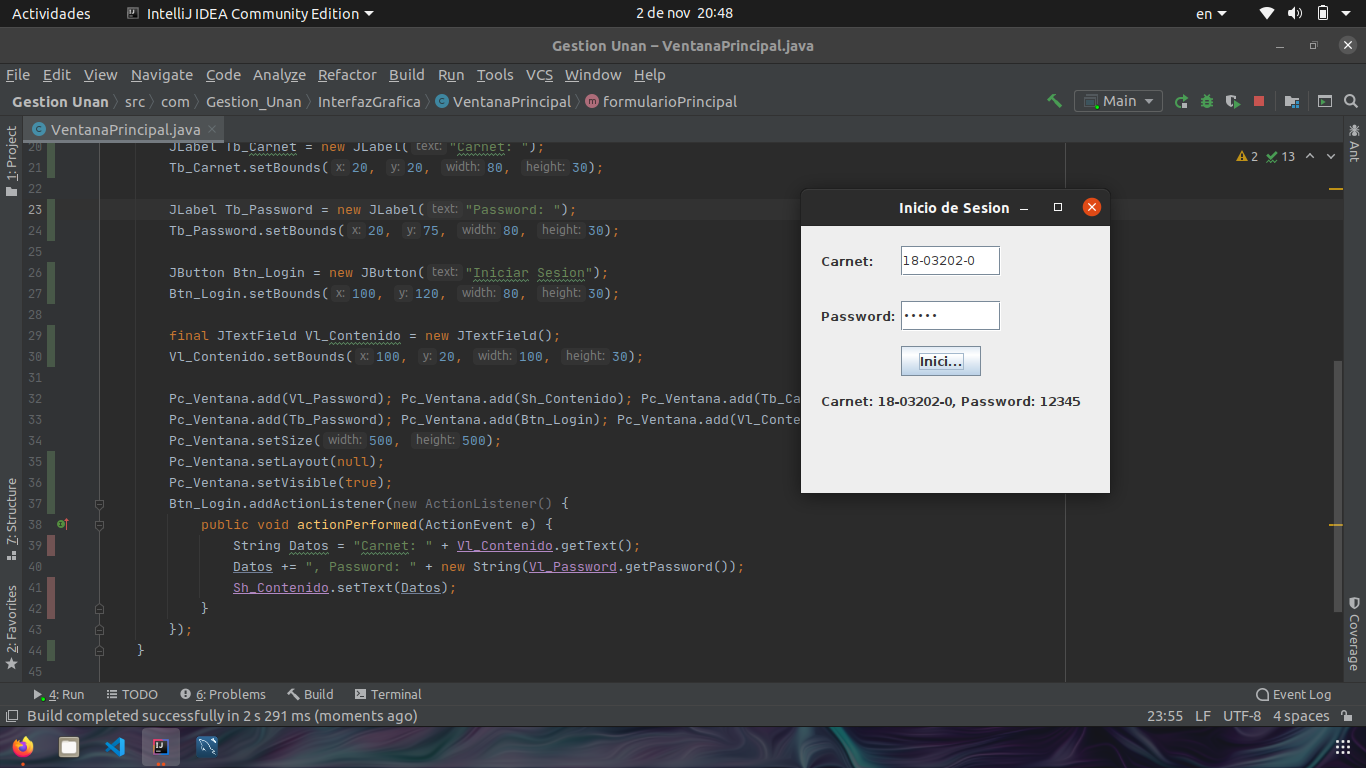 Actividades IntelliJ IDEA Community Edition 2 de nov 20:48 en
Gestion Unan – VentanaPrincipal.java
File Edit View Navigate Code Analyze Refactor Build Run Tools VCS Window Help
Gestion Unan src com Gestion_Unan InterfazGrafica VentanaPrincipal formularioPrincipal Main
1: Project
VentanaPrincipal.java
Ant
2 13
20 JLabel Tb_Carnet = new JLabel( text: "Carnet: ");
21 Tb_Carnet.setBounds( x: 20, y: 20, width: 80, height: 30);
22
23 JLabel Tb_Password = new JLabel( text: "Password: ");
24 Tb_Password.setBounds( x: 20, y: 75, width: 80, height: 30);
25
26 JButton Btn_Login = new JButton( text: "Iniciar Sesion");
27 Btn_Login.setBounds( x: 100, y: 120, width: 80, height: 30);
28
29 final JTextField Vl_Contenido = new JTextField();
30 Vl_Contenido.setBounds( x: 100, y: 20, width: 100, height: 30);
31
32 Pc_Ventana.add(Vl_Password); Pc_Ventana.add(Sh_Contenido); Pc_Ventana.add(Tb_Ca
33 Pc_Ventana.add(Tb_Password); Pc_Ventana.add(Btn_Login); Pc_Ventana.add(Vl_Conte
34 Pc_Ventana.setSize( width: 500, height: 500);
35 Pc_Ventana.setLayout(null);
36 Pc_Ventana.setVisible(true);
37 Btn_Login.addActionListener(new ActionListener() {
38 public void actionPerformed(ActionEvent e) {
39 String Datos = "Carnet: " + Vl_Contenido.getText();
40 Datos += ", Password: " + new String(Vl_Password.getPassword());
41 Sh_Contenido.setText(Datos);
42 }
43 });
44 }
45
Inicio de Sesion
Carnet: 18-03202-0
Password: •••••
Inici...
Carnet: 18-03202-0, Password: 12345
7: Structure
2: Favorites
Coverage
4: Run TODO 6: Problems Build Terminal Event Log
Build completed successfully in 2 s 291 ms (moments ago) 23:55 LF UTF-8 4 spaces